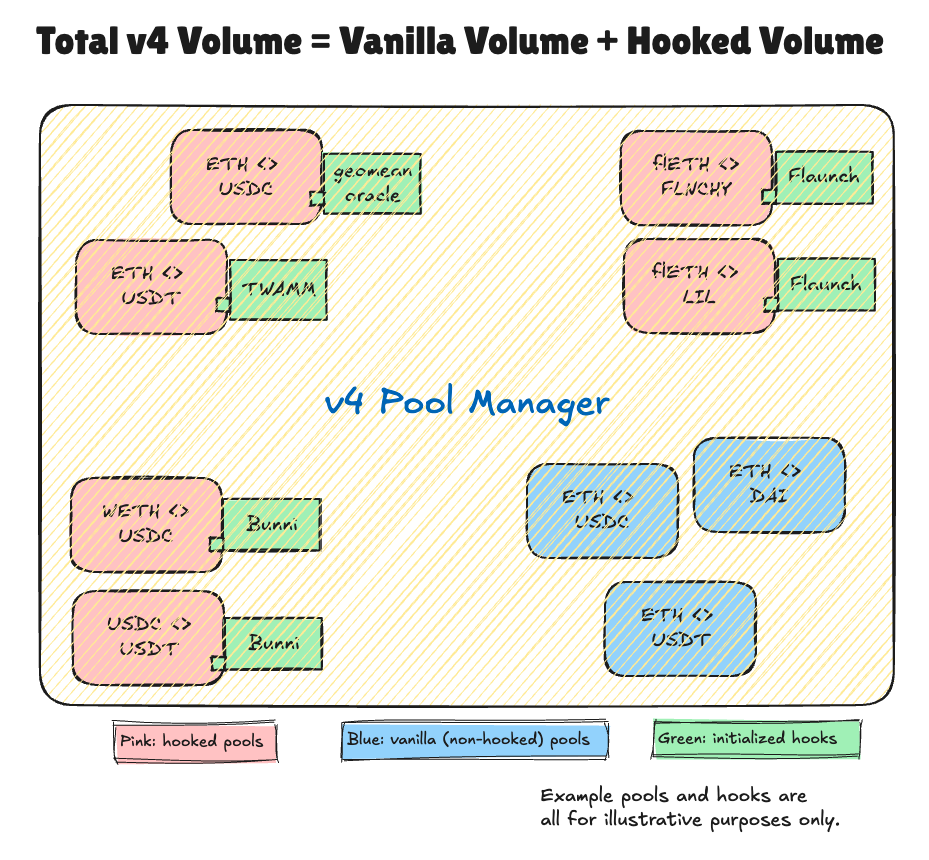 Total v4 Volume = Vanilla Volume + Hooked Volume
ETH <>
USDC
geomean
oracle
flETH <>
FLNCHY
Flaunch
ETH <>
USDT
TWAMM
flETH <>
LIL
Flaunch
v4 Pool Manager
WETH <>
USDC
Bunni
ETH <>
USDC
ETH <>
DAI
USDC <>
USDT
Bunni
ETH <>
USDT
Pink: hooked pools
Blue: vanilla (non-hooked) pools
Green: initialized hooks
Example pools and hooks are
all for illustrative purposes only.